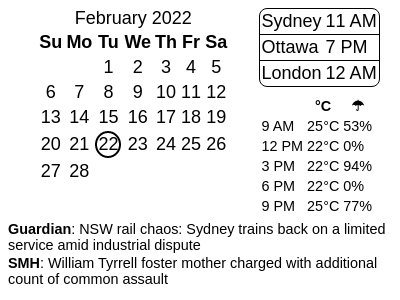 February 2022
Su Mo Tu We Th Fr Sa
1 2 3 4 5
6 7 8 9 10 11 12
13 14 15 16 17 18 19
20 21 22 23 24 25 26
27 28
Sydney 11 AM
Ottawa 7 PM
London 12 AM
°C ☂
9 AM 25°C 53%
12 PM 22°C 0%
3 PM 22°C 94%
6 PM 22°C 0%
9 PM 25°C 77%
Guardian: NSW rail chaos: Sydney trains back on a limited
service amid industrial dispute
SMH: William Tyrrell foster mother charged with additional
count of common assault